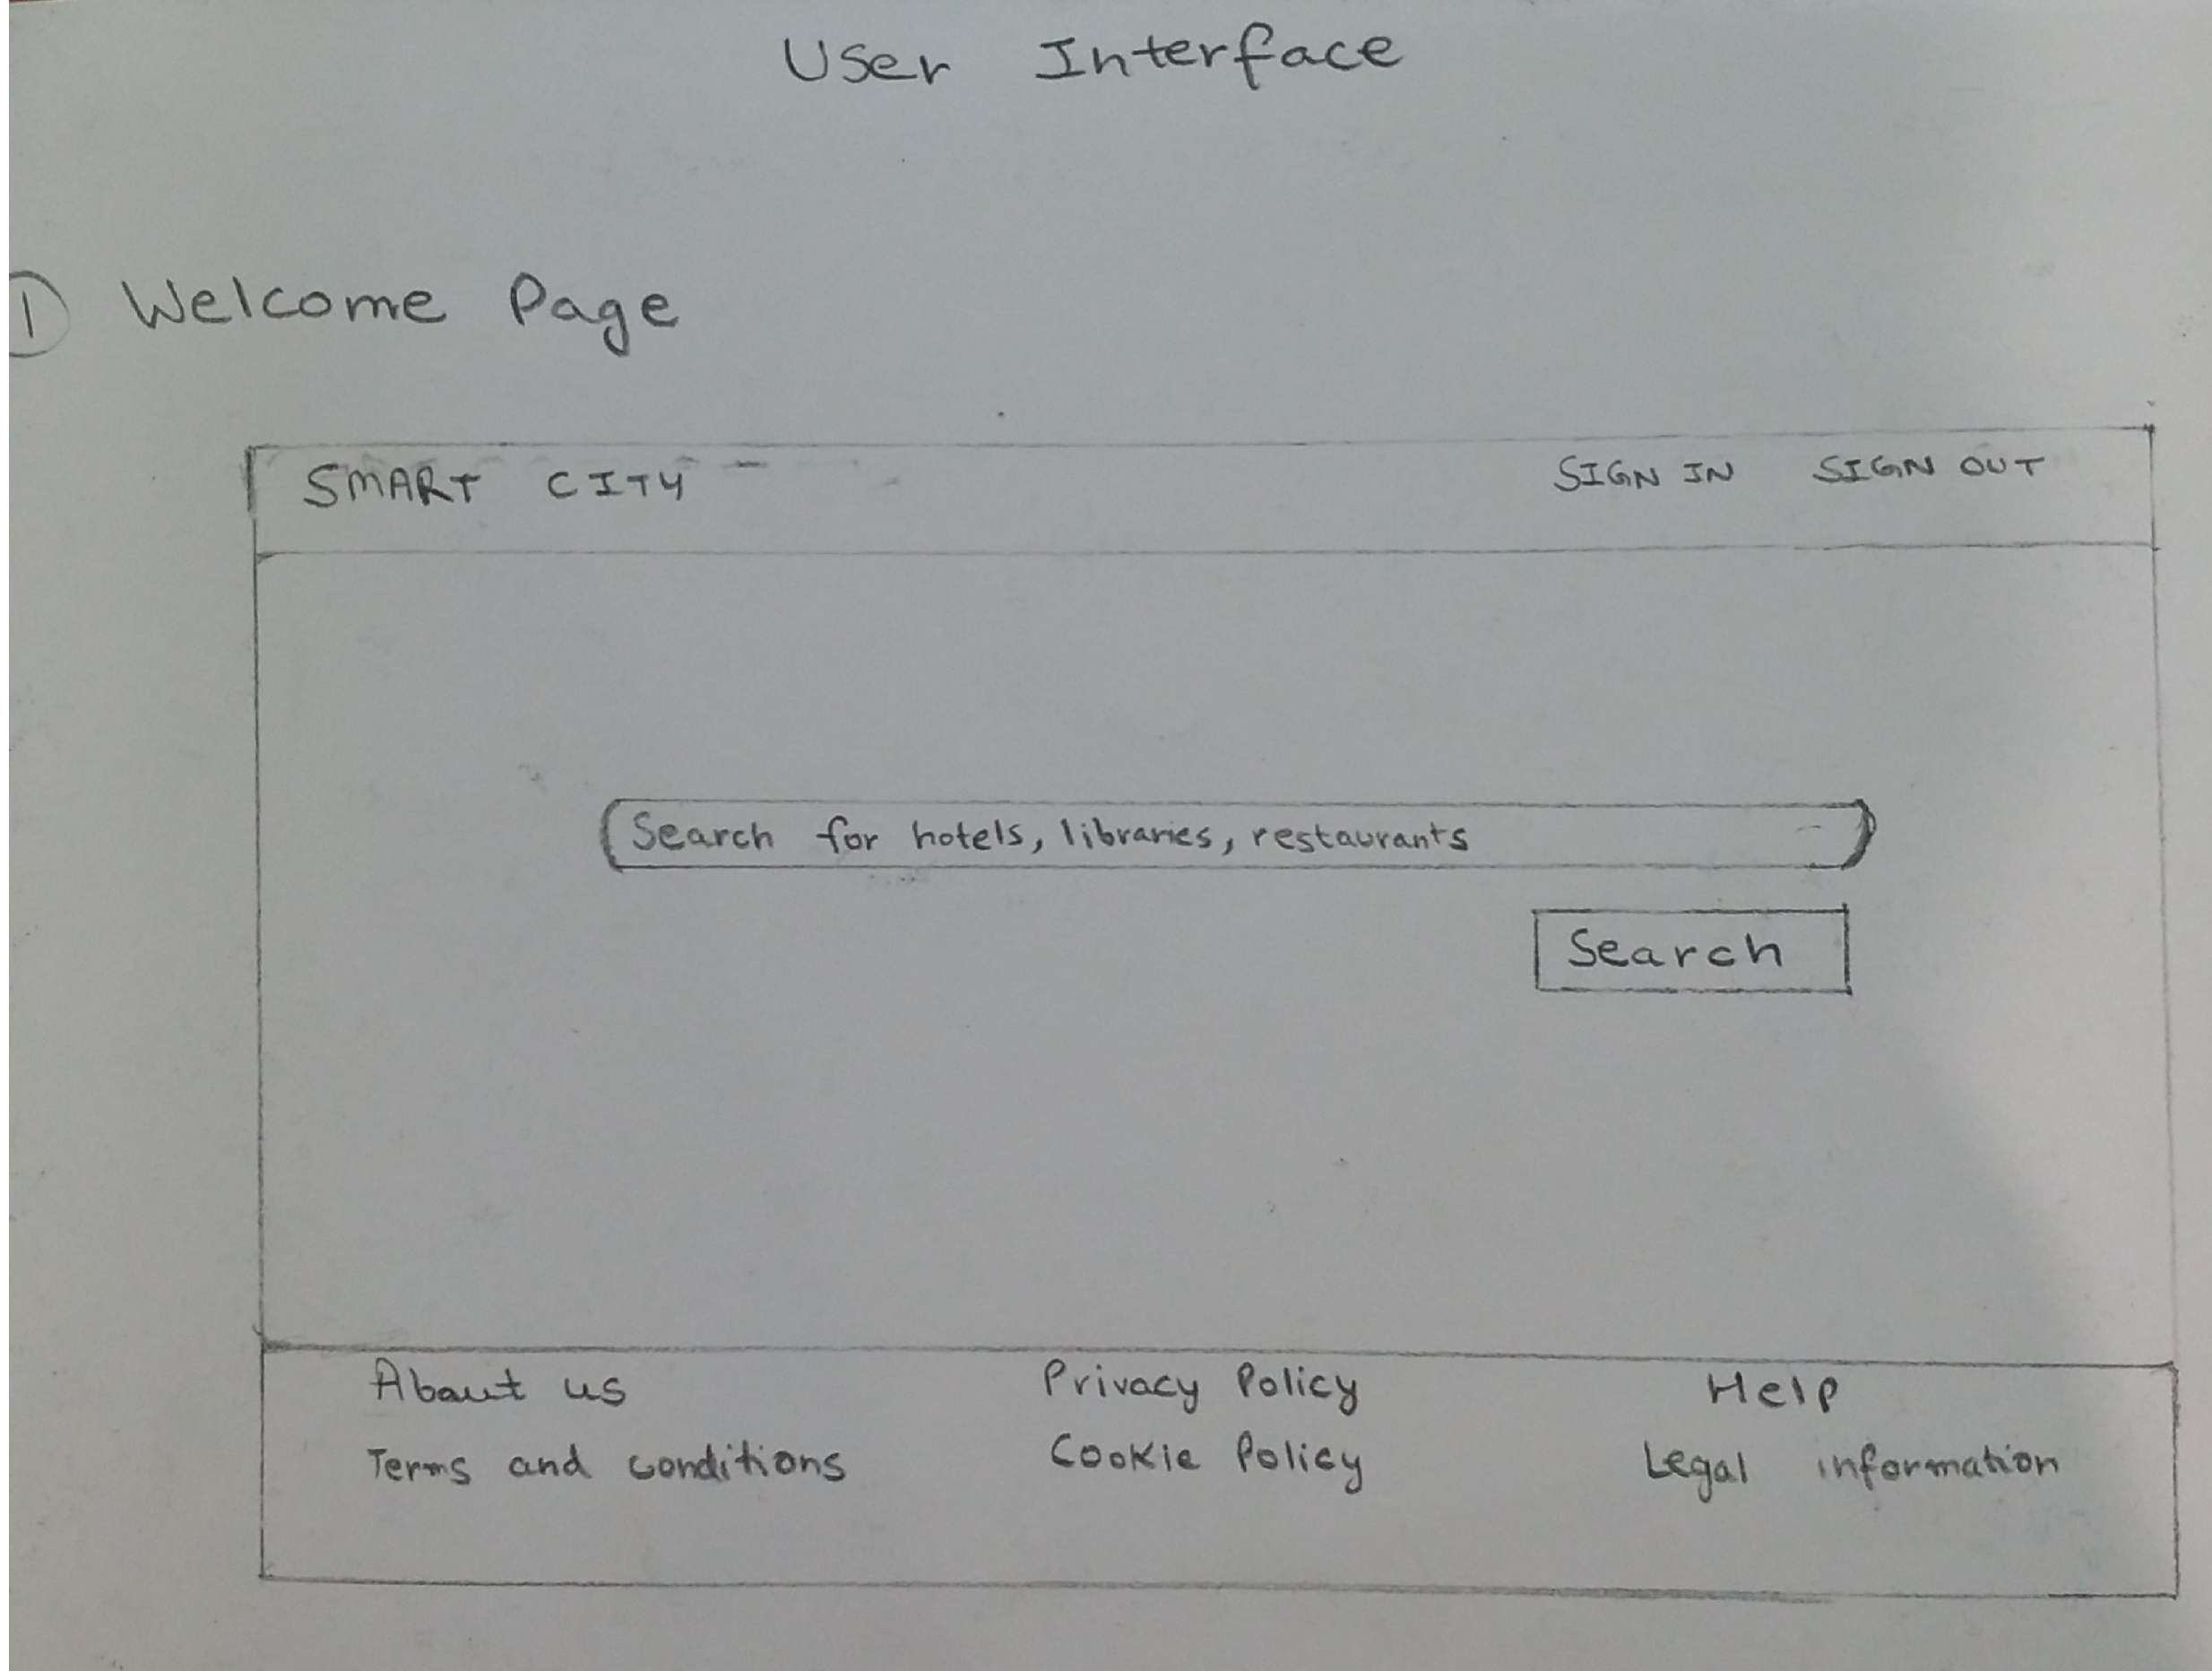 User Interface
1 Welcome Page
SMART CITY SIGN IN SIGN OUT
Search for hotels, libraries, restaurants
Search
About us Privacy Policy Help
Terms and conditions Cookie Policy Legal information